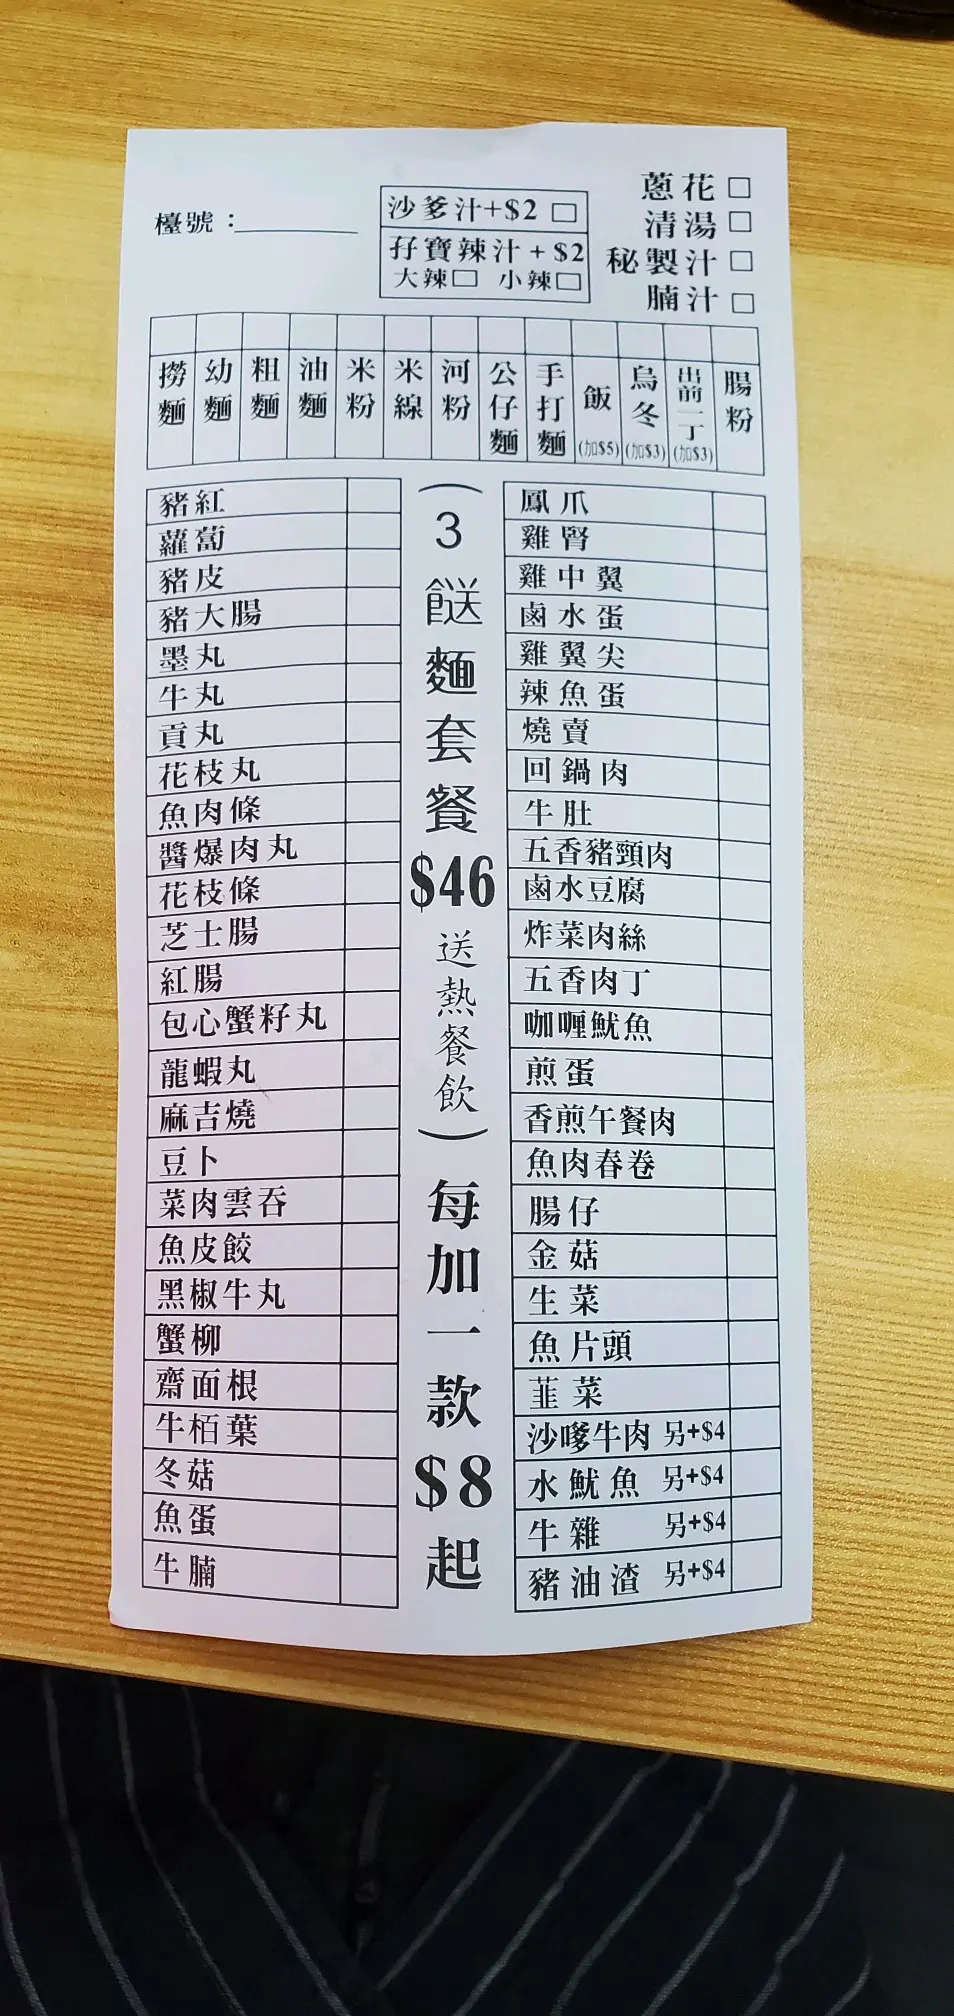 檯號：
沙爹汁+$2 □
孖寶辣汁 + $2
大辣□ 小辣□
蔥花 □
清湯 □
秘製汁 □
腩汁 □
撈麵
幼麵
粗麵
油麵
米粉
米線
河粉
公仔麵
手打麵
飯(加$5)
烏冬(加$3)
出前一丁(加$3)
腸粉
豬紅
蘿蔔
豬皮
豬大腸
墨丸
牛丸
貢丸
花枝丸
魚肉條
醬爆肉丸
花枝條
芝士腸
紅腸
包心蟹籽丸
龍蝦丸
麻吉燒
豆卜
菜肉雲吞
魚皮餃
黑椒牛丸
蟹柳
齋面根
牛栢葉
冬菇
魚蛋
牛腩
(3餸麵套餐$46送熱餐飲)每加一款$8起
鳳爪
雞腎
雞中翼
鹵水蛋
雞翼尖
辣魚蛋
燒賣
回鍋肉
牛肚
五香豬頸肉
鹵水豆腐
炸菜肉絲
五香肉丁
咖喱魷魚
煎蛋
香煎午餐肉
魚肉春卷
腸仔
金菇
生菜
魚片頭
韮菜
沙嗲牛肉 另+$4
水魷魚 另+$4
牛雜 另+$4
豬油渣 另+$4